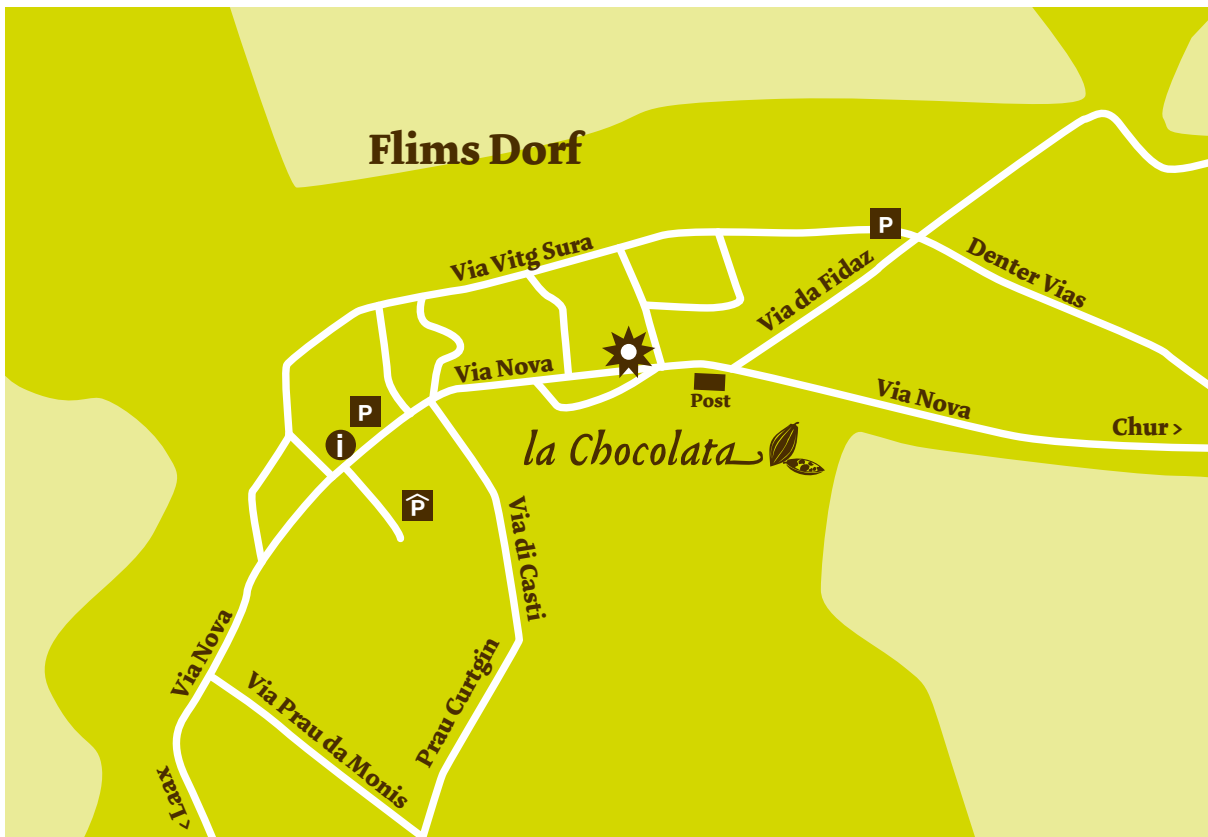 Flims Dorf
P
Via Vitg Sura
Via da Fidaz
Denter Vias
Via Nova
Post
Via Nova
Chur >
P
i
la Chocolata
P
Via di Casti
Via Nova
Prau Curtgin
Via Prau da Monis
< Laax